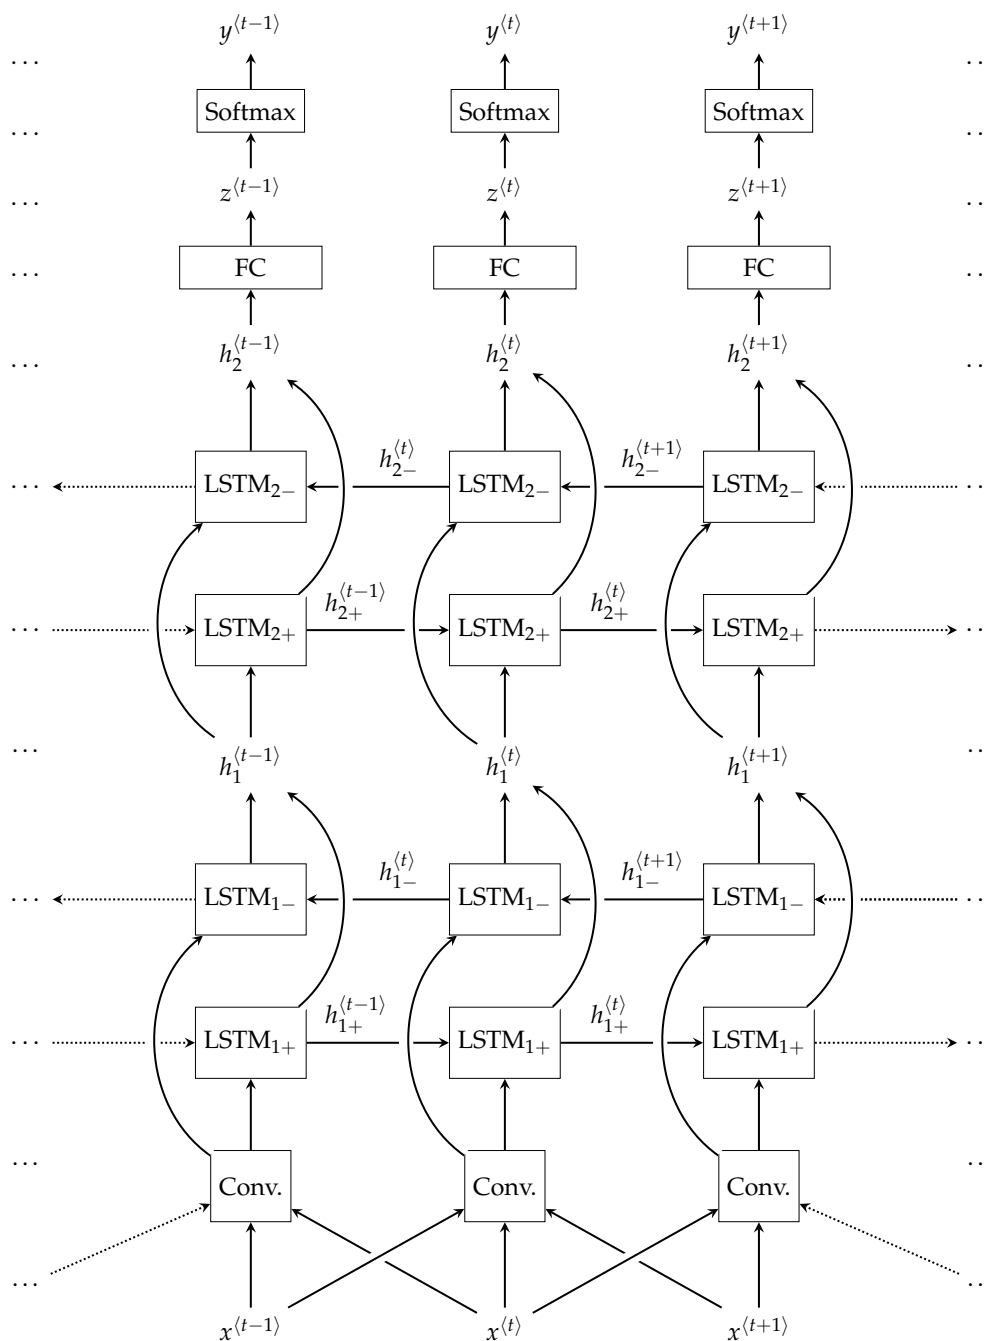 y⟨t−1⟩ y⟨t⟩ y⟨t+1⟩
... ..
Softmax Softmax Softmax
... ..
z⟨t−1⟩ z⟨t⟩ z⟨t+1⟩
... ..
FC FC FC
... ..
h₂⟨t−1⟩ h₂⟨t⟩ h₂⟨t+1⟩
... ..
h₂₋⟨t⟩ h₂₋⟨t+1⟩
... LSTM₂₋ LSTM₂₋ LSTM₂₋ ..
h₂₊⟨t−1⟩ h₂₊⟨t⟩
... LSTM₂₊ LSTM₂₊ LSTM₂₊ ..
... ..
h₁⟨t−1⟩ h₁⟨t⟩ h₁⟨t+1⟩
h₁₋⟨t⟩ h₁₋⟨t+1⟩
... LSTM₁₋ LSTM₁₋ LSTM₁₋ ..
h₁₊⟨t−1⟩ h₁₊⟨t⟩
... LSTM₁₊ LSTM₁₊ LSTM₁₊ ..
... ..
Conv. Conv. Conv.
... ..
x⟨t−1⟩ x⟨t⟩ x⟨t+1⟩